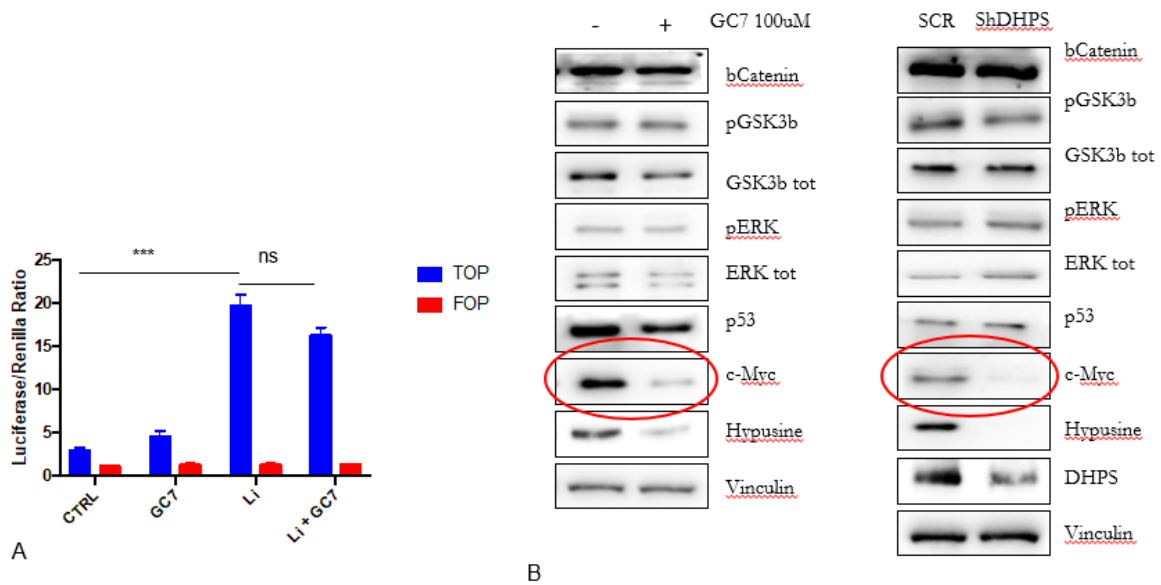 25
20
15
10
5
0
Luciferase/Renilla Ratio
***
ns
TOP
FOP
CTRL
GC7
Li
Li + GC7
A
- + GC7 100uM
bCatenin
pGSK3b
GSK3b tot
pERK
ERK tot
p53
c-Myc
Hypusine
Vinculin
B
SCR ShDHPS
bCatenin
pGSK3b
GSK3b tot
pERK
ERK tot
p53
c-Myc
Hypusine
DHPS
Vinculin